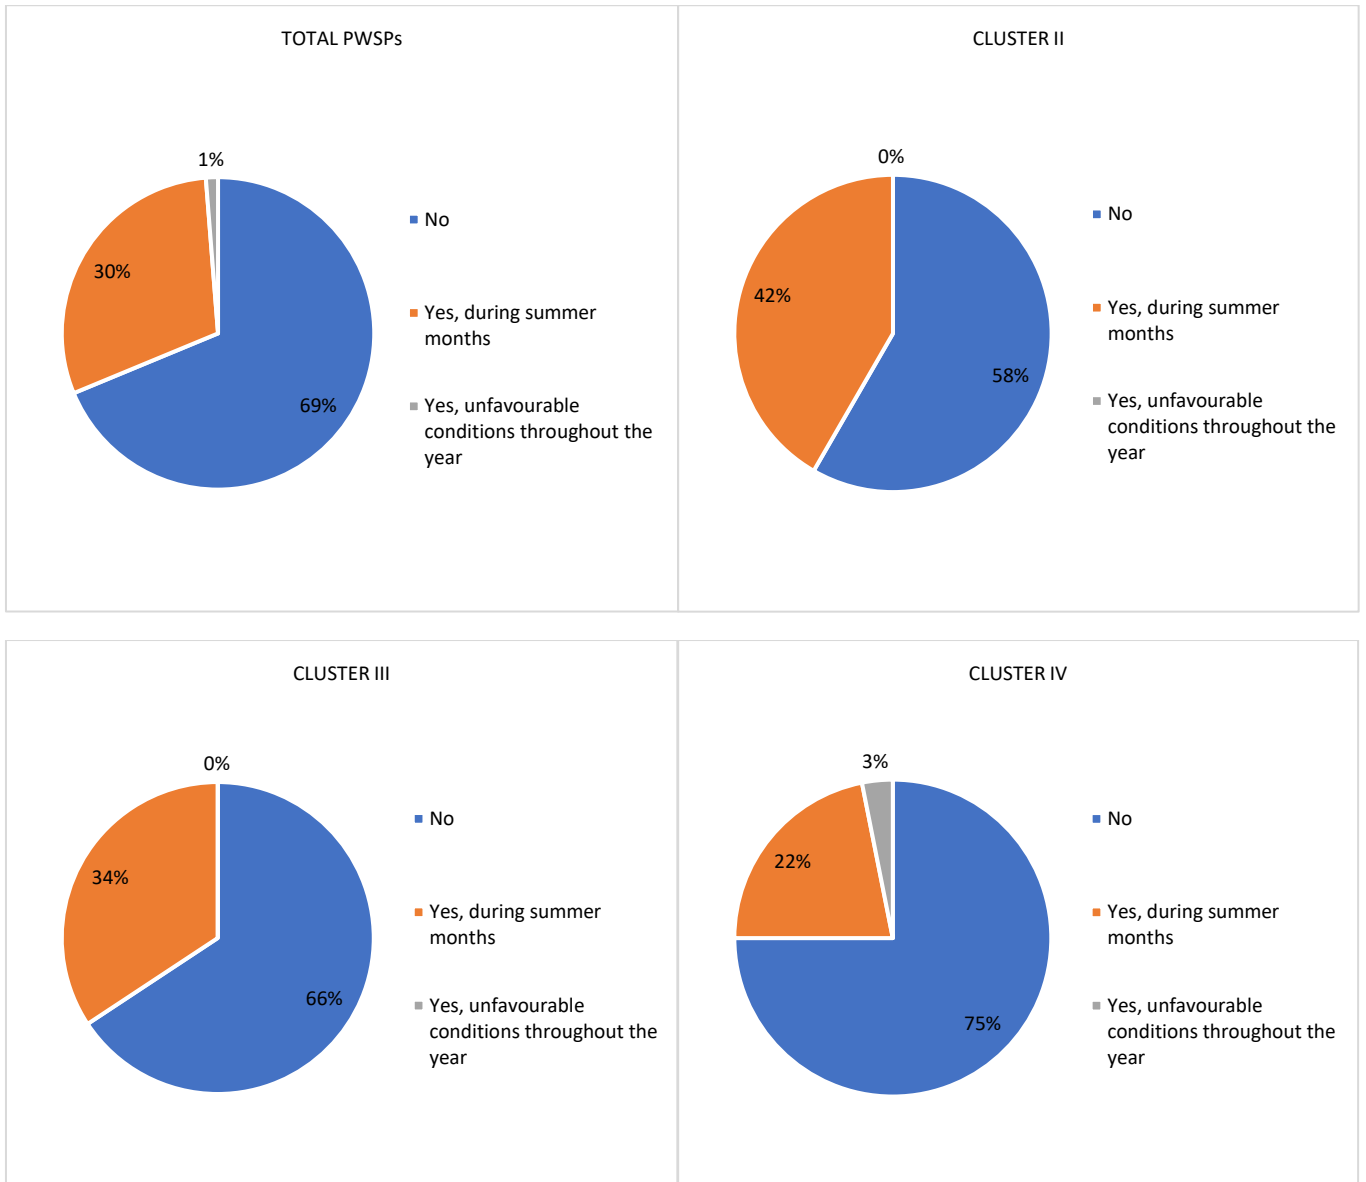 TOTAL PWSPs
1%
30%
69%
No
Yes, during summer
months
Yes, unfavourable
conditions throughout the
year
CLUSTER II
0%
42%
58%
No
Yes, during summer
months
Yes, unfavourable
conditions throughout the
year
CLUSTER III
0%
34%
66%
No
Yes, during summer
months
Yes, unfavourable
conditions throughout the
year
CLUSTER IV
3%
22%
75%
No
Yes, during summer
months
Yes, unfavourable
conditions throughout the
year